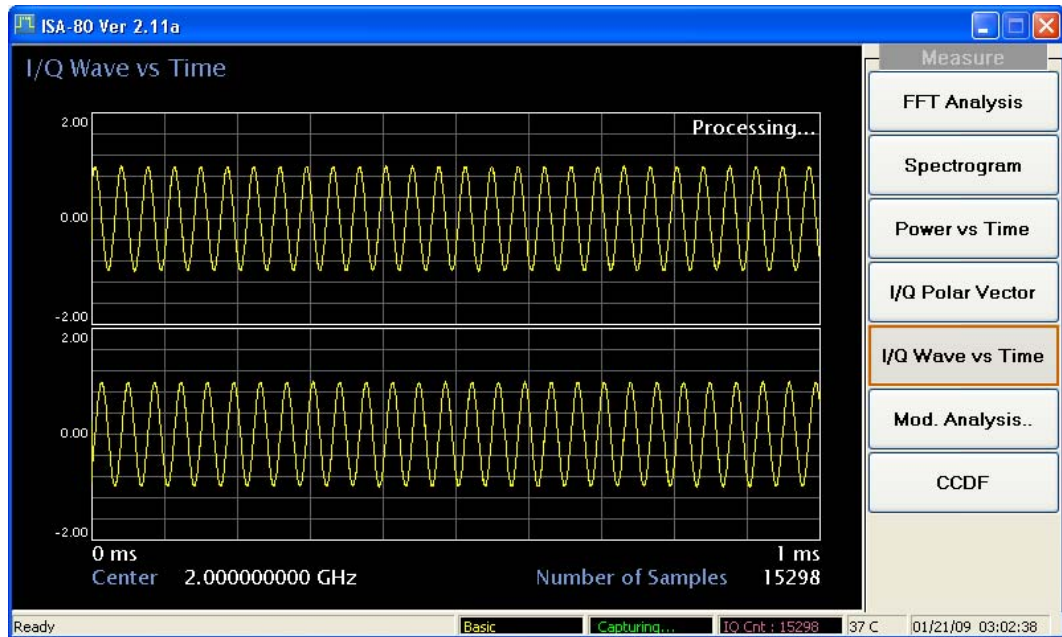 ISA-80 Ver 2.11a
I/Q Wave vs Time
2.00
Processing...
0.00
-2.00
2.00
0.00
-2.00
0 ms 1 ms
Center 2.000000000 GHz Number of Samples 15298
Measure
FFT Analysis
Spectrogram
Power vs Time
I/Q Polar Vector
I/Q Wave vs Time
Mod. Analysis..
CCDF
Ready Basic Capturing... IQ Cnt : 15298 37 C 01/21/09 03:02:38